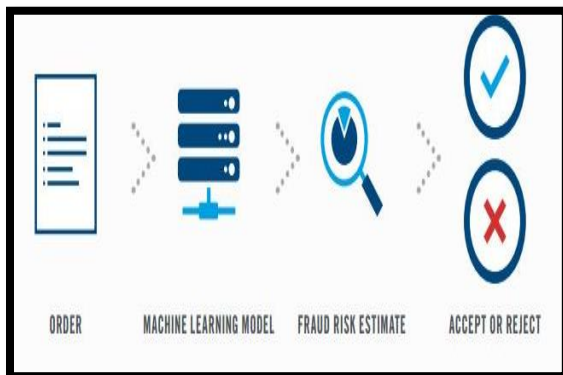 ORDER
MACHINE LEARNING MODEL
FRAUD RISK ESTIMATE
ACCEPT OR REJECT